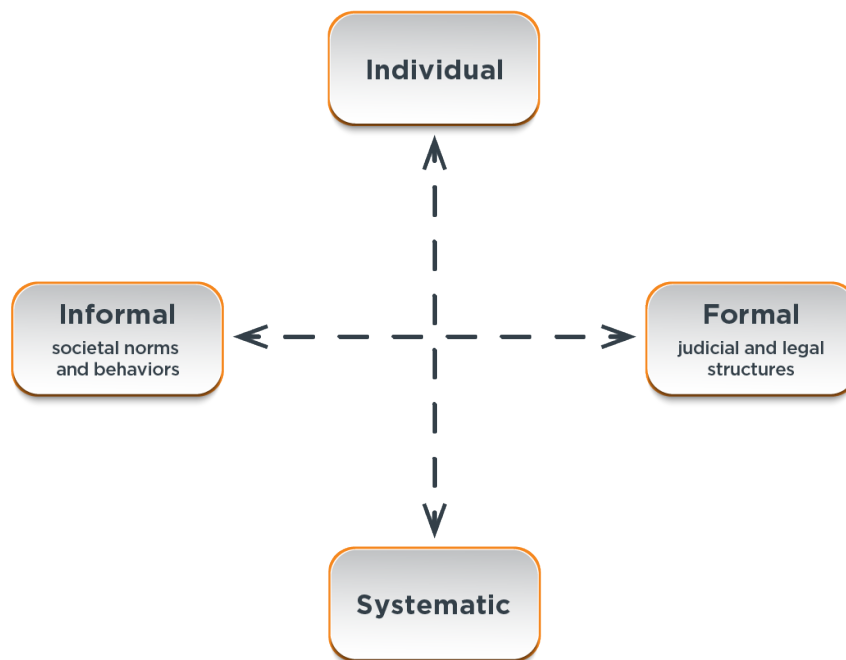 Individual
Informal
societal norms
and behaviors
Formal
judicial and legal
structures
Systematic